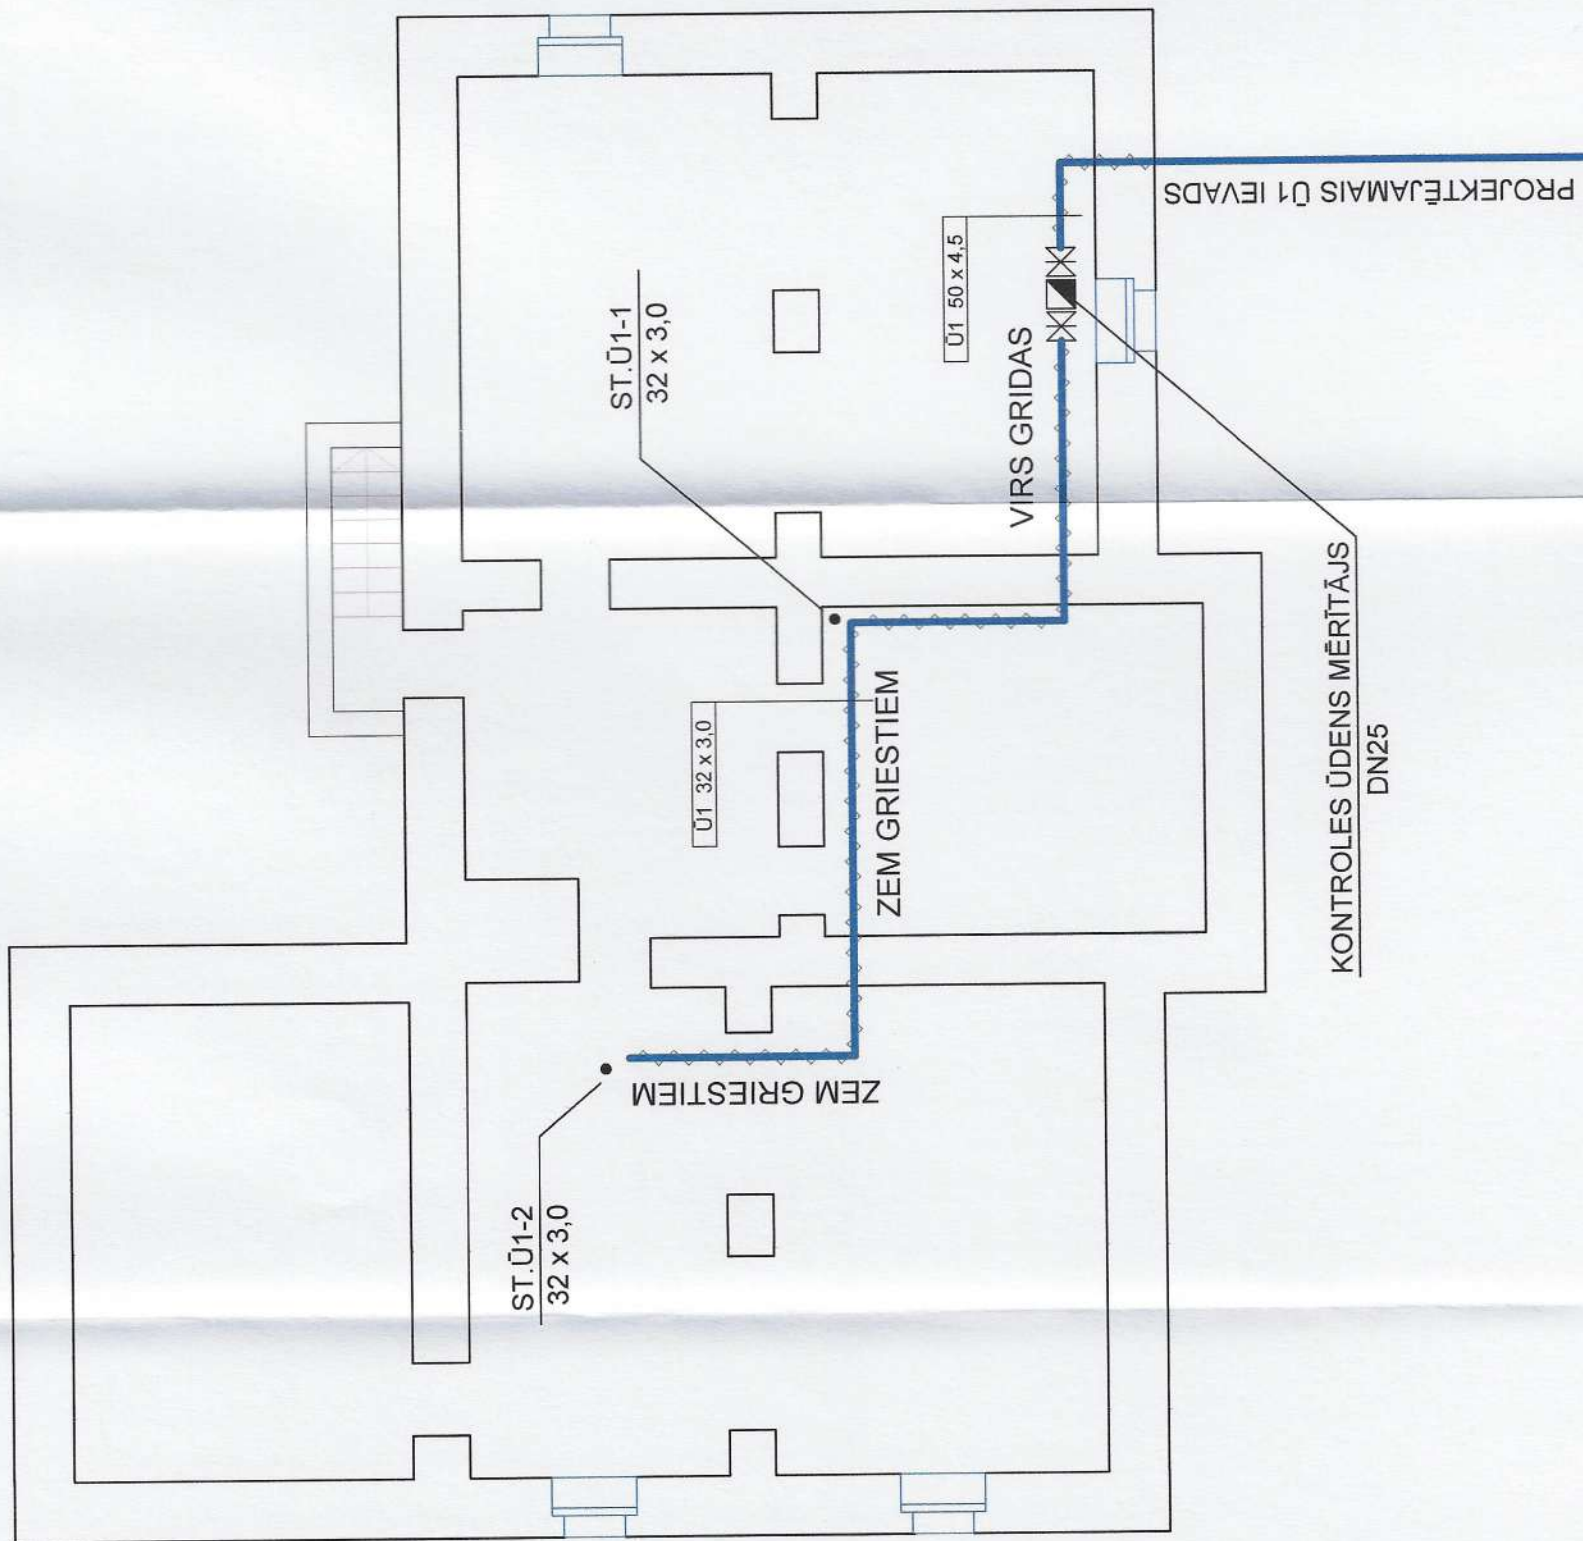 ST.Ū1-1
32 x 3,0
Ū1 50 x 4,5
VIRS GRIDAS
PROJEKTĒJAMAIS Ū1 IEVADS
Ū1 32 x 3,0
ZEM GRIESTIEM
KONTROLES ŪDENS MĒRĪTĀJS
DN25
ZEM GRIESTIEM
ST.Ū1-2
32 x 3,0